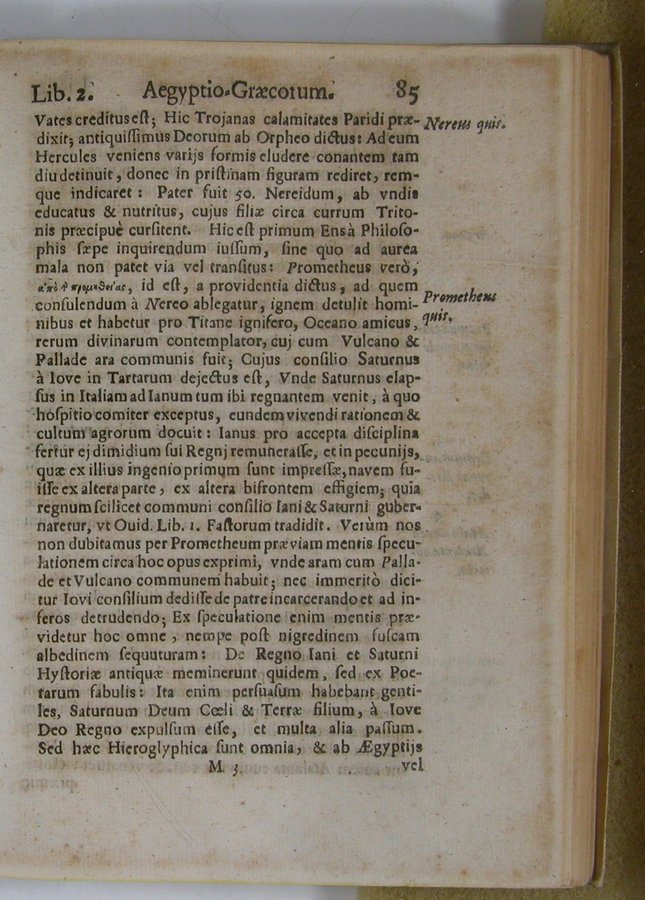 Lib. 2. Aegyptio-Græcorum. 85
Vates creditus eſt; Hic Trojanas calamitates Paridi præ- Nereus quis.
dixit; antiquiſſimus Deorum ab Orpheo dictus: Ad eum
Hercules veniens varijs formis eludere conantem tam
diu detinuit, donec in priſtinam figuram rediret, rem-
que indicaret: Pater fuit 50. Nereidum, ab vndis
educatus & nutritus, cujus filiæ circa currum Trito-
nis præcipuè curſitent. Hic eſt primum Ens à Philoſo-
phis ſæpe inquirendum iuſſum, ſine quo ad aurea
mala non patet via vel tranſitus: Prometheus verò,
ἀπὸ τ προμηθείας, id eſt, a providentia dictus, ad quem
conſulendum à Nereo ablegatur, ignem detulit homi- Prometheus
nibus et habetur pro Titane ignifero, Oceano amicus, quis.
rerum divinarum contemplator, cuj cum Vulcano &
Pallade ara communis fuit; Cujus conſilio Saturnus
à Iove in Tartarum dejectus eſt, Vnde Saturnus elap-
ſus in Italiam ad Ianum tum ibi regnantem venit, à quo
hoſpitio comiter exceptus, eundem vivendi rationem &
cultum agrorum docuit: Ianus pro accepta diſciplina
fertur ej dimidium ſui Regnj remuneraſſe, et in pecunijs,
quæ ex illius ingenio primum ſunt impreſſæ, navem fu-
iſſe ex altera parte, ex altera bifrontem effigiem; quia
regnum ſcilicet communi conſilio Iani & Saturni guber-
naretur, vt Ouid. Lib. 1. Faſtorum tradidit. Verùm nos
non dubitamus per Prometheum præviam mentis ſpecu-
lationem circa hoc opus exprimi, vnde aram cum Palla-
de et Vulcano communem habuit; nec immeritò dici-
tur Iovi conſilium dediſſe de patre incarcerando et ad in-
feros detrudendo; Ex ſpeculatione enim mentis præ-
videtur hoc omne, nempe poſt nigredinem fuſcam
albedinem ſequuturam: De Regno Iani et Saturni
Hyſtoriæ antiquæ meminerunt quidem, ſed ex Poe-
tarum fabulis: Ita enim perſuaſum habebant genti-
les, Saturnum Deum Cœli & Terræ filium, à Iove
Deo Regno expulſum eſſe, et multa alia paſſum.
Sed hæc Hieroglyphica ſunt omnia, & ab Ægyptijs
M 3 vel